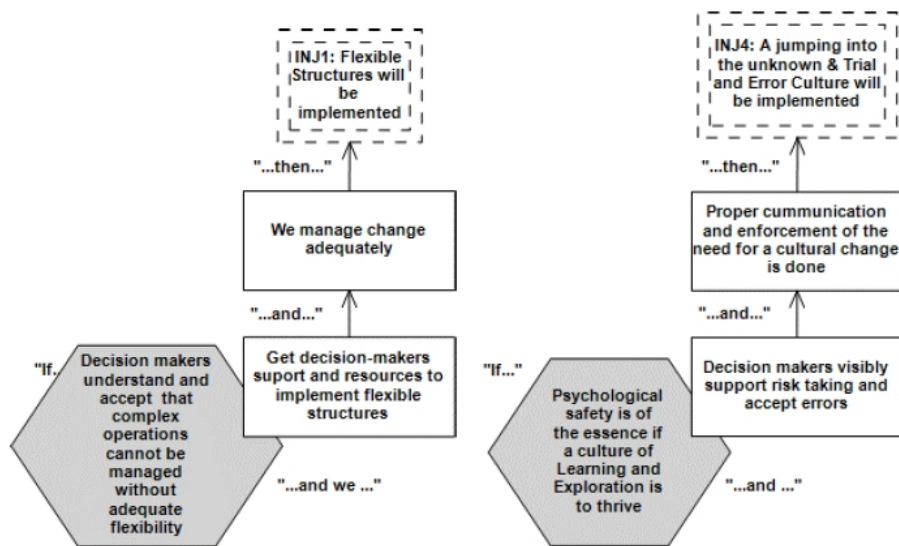 INJ1: Flexible
Structures will
be
implemented
"...then..."
We manage change
adequately
"...and..."
"If..
Decision makers
understand and
accept that
complex
operations
cannot be
managed
without
adequate
flexibility
Get decision-makers
suport and resources to
implement flexible
structures
"...and we ..."
INJ4: A jumping into
the unknown & Trial
and Error Culture will
be implemented
"...then..."
Proper cummunication
and enforcement of the
need for a cultural change
is done
"...and..."
"If..."
Psychological
safety is of
the essence if
a culture of
Learning and
Exploration is
to thrive
Decision makers visibly
support risk taking and
accept errors
"...and ..."